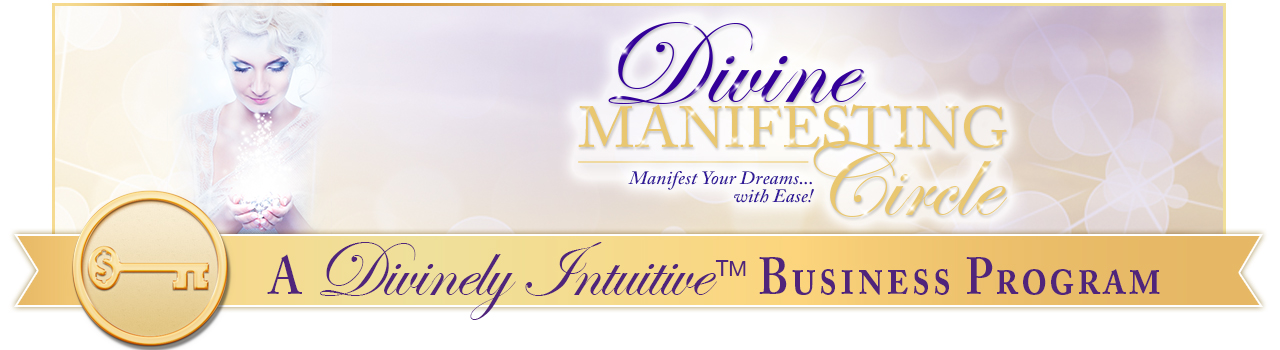 Divine
MANIFESTING
Circle
Manifest Your Dreams...
with Ease!
$
A Divinely Intuitive™ BUSINESS PROGRAM